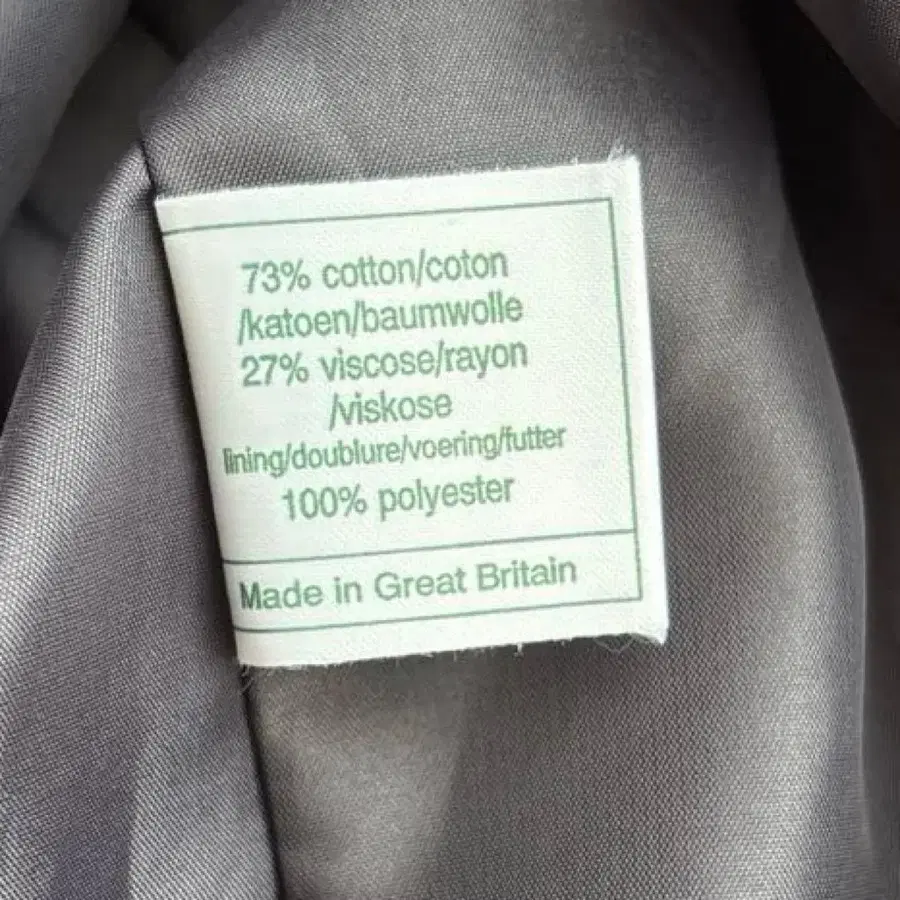 73% cotton/coton
/katoen/baumwolle
27% viscose/rayon
/viskose
lining/doublure/voering/futter
100% polyester
Made in Great Britain